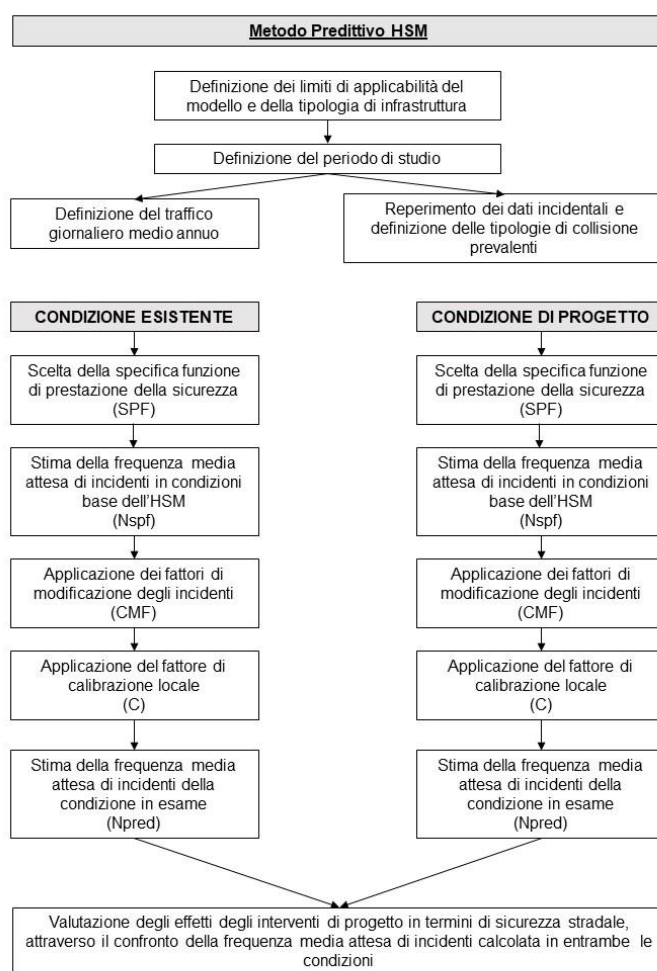 Metodo Predittivo HSM
Definizione dei limiti di applicabilità del
modello e della tipologia di infrastruttura
Definizione del periodo di studio
Definizione del traffico
giornaliero medio annuo
Reperimento dei dati incidentali e
definizione delle tipologie di collisione
prevalenti
CONDIZIONE ESISTENTE
Scelta della specifica funzione
di prestazione della sicurezza
(SPF)
Stima della frequenza media
attesa di incidenti in condizioni
base dell'HSM
(Nspf)
Applicazione dei fattori di
modificazione degli incidenti
(CMF)
Applicazione del fattore di
calibrazione locale
(C)
Stima della frequenza media
attesa di incidenti della
condizione in esame
(Npred)
CONDIZIONE DI PROGETTO
Scelta della specifica funzione
di prestazione della sicurezza
(SPF)
Stima della frequenza media
attesa di incidenti in condizioni
base dell'HSM
(Nspf)
Applicazione dei fattori di
modificazione degli incidenti
(CMF)
Applicazione del fattore di
calibrazione locale
(C)
Stima della frequenza media
attesa di incidenti della
condizione in esame
(Npred)
Valutazione degli effetti degli interventi di progetto in termini di sicurezza stradale,
attraverso il confronto della frequenza media attesa di incidenti calcolata in entrambe le
condizioni